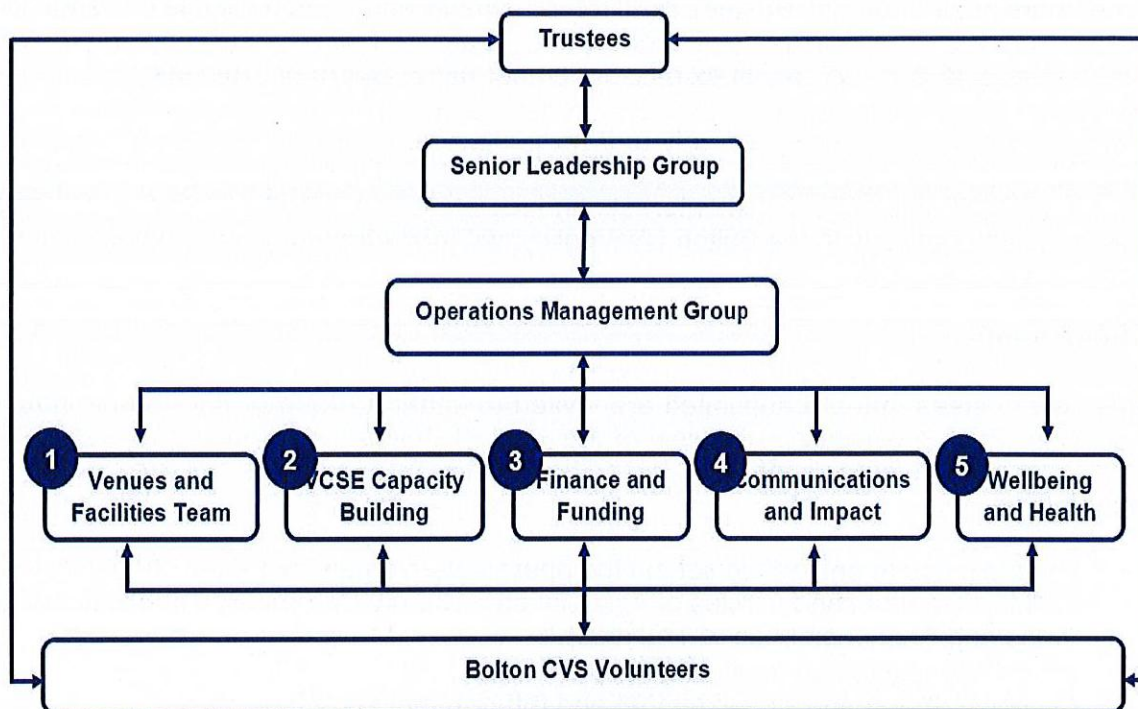 Trustees
Senior Leadership Group
Operations Management Group
1
Venues and
Facilities Team
2
VCSE Capacity
Building
3
Finance and
Funding
4
Communications
and Impact
5
Wellbeing
and Health
Bolton CVS Volunteers